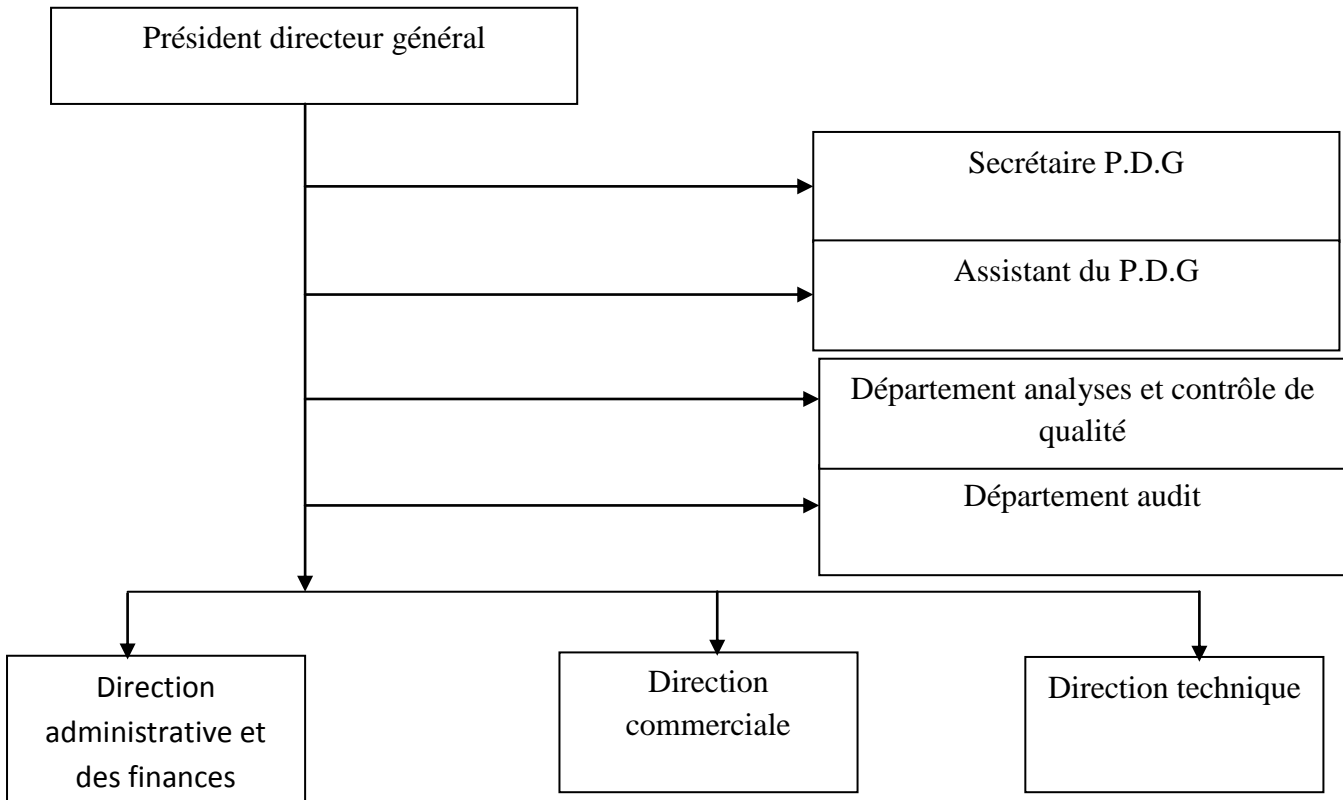 Président directeur général
Secrétaire P.D.G
Assistant du P.D.G
Département analyses et contrôle de
qualité
Département audit
Direction
administrative et
des finances
Direction
commerciale
Direction technique